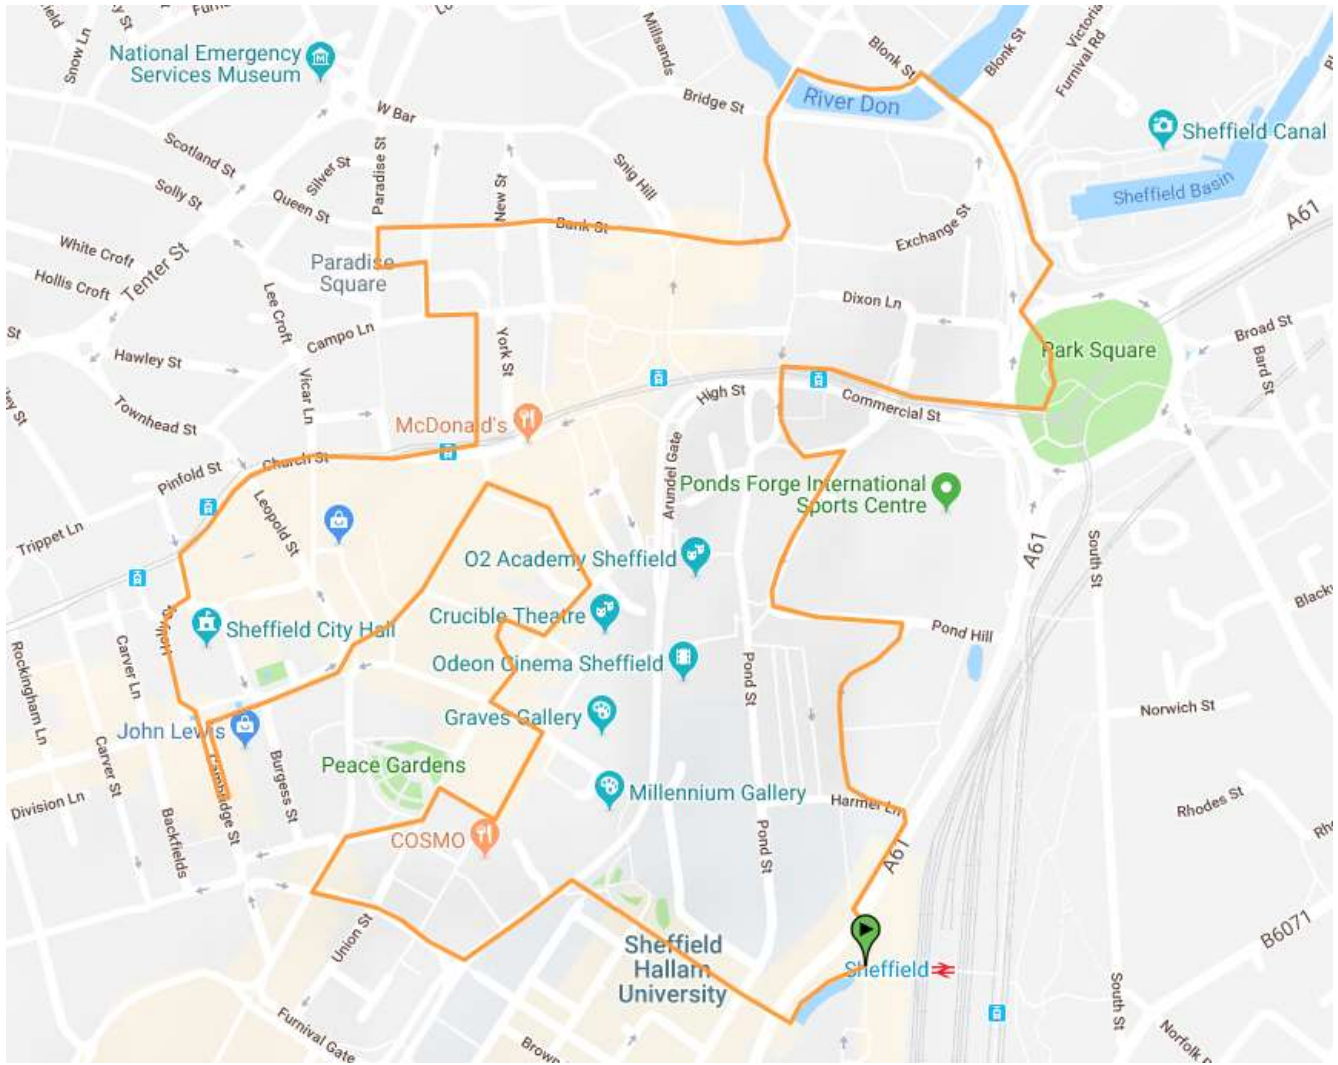 Furn
Snow Ln
National Emergency
Services Museum
Millsands
Bridge St
Blonk St
Blonk St
Victoria
Furnival Rd
River Don
W Bar
Sheffield Canal
Sheffield Basin
A61
Scotland St
Solly St
Silver St
Queen St
Paradise St
New St
Snig Hill
Bank St
Exchange St
White Croft
Hollis Croft
Tenter St
Paradise
Square
Lee Croft
Campo Ln
York St
Dixon Ln
Broad St
Bard St
Park Square
St
Hawley St
Vicar Ln
Townhead St
McDonald's
High St
Commercial St
Arundel Gate
Pinfold St
Church St
Leopold St
Trippet Ln
Ponds Forge International
Sports Centre
A61
South St
O2 Academy Sheffield
Crucible Theatre
Sheffield City Hall
Odeon Cinema Sheffield
Pond Hill
Pond St
Rockingham Ln
Carver Ln
Graves Gallery
Norwich St
John Lewis
Peace Gardens
Millennium Gallery
Harmer Ln
Division Ln
Carver St
Backfields
Cambridge St
Burgess St
COSMO
Pond St
A61
Rhodes St
Union St
Sheffield
Hallam
University
Sheffield
B6071
South St
Furnival Gate
Brown
Norfolk